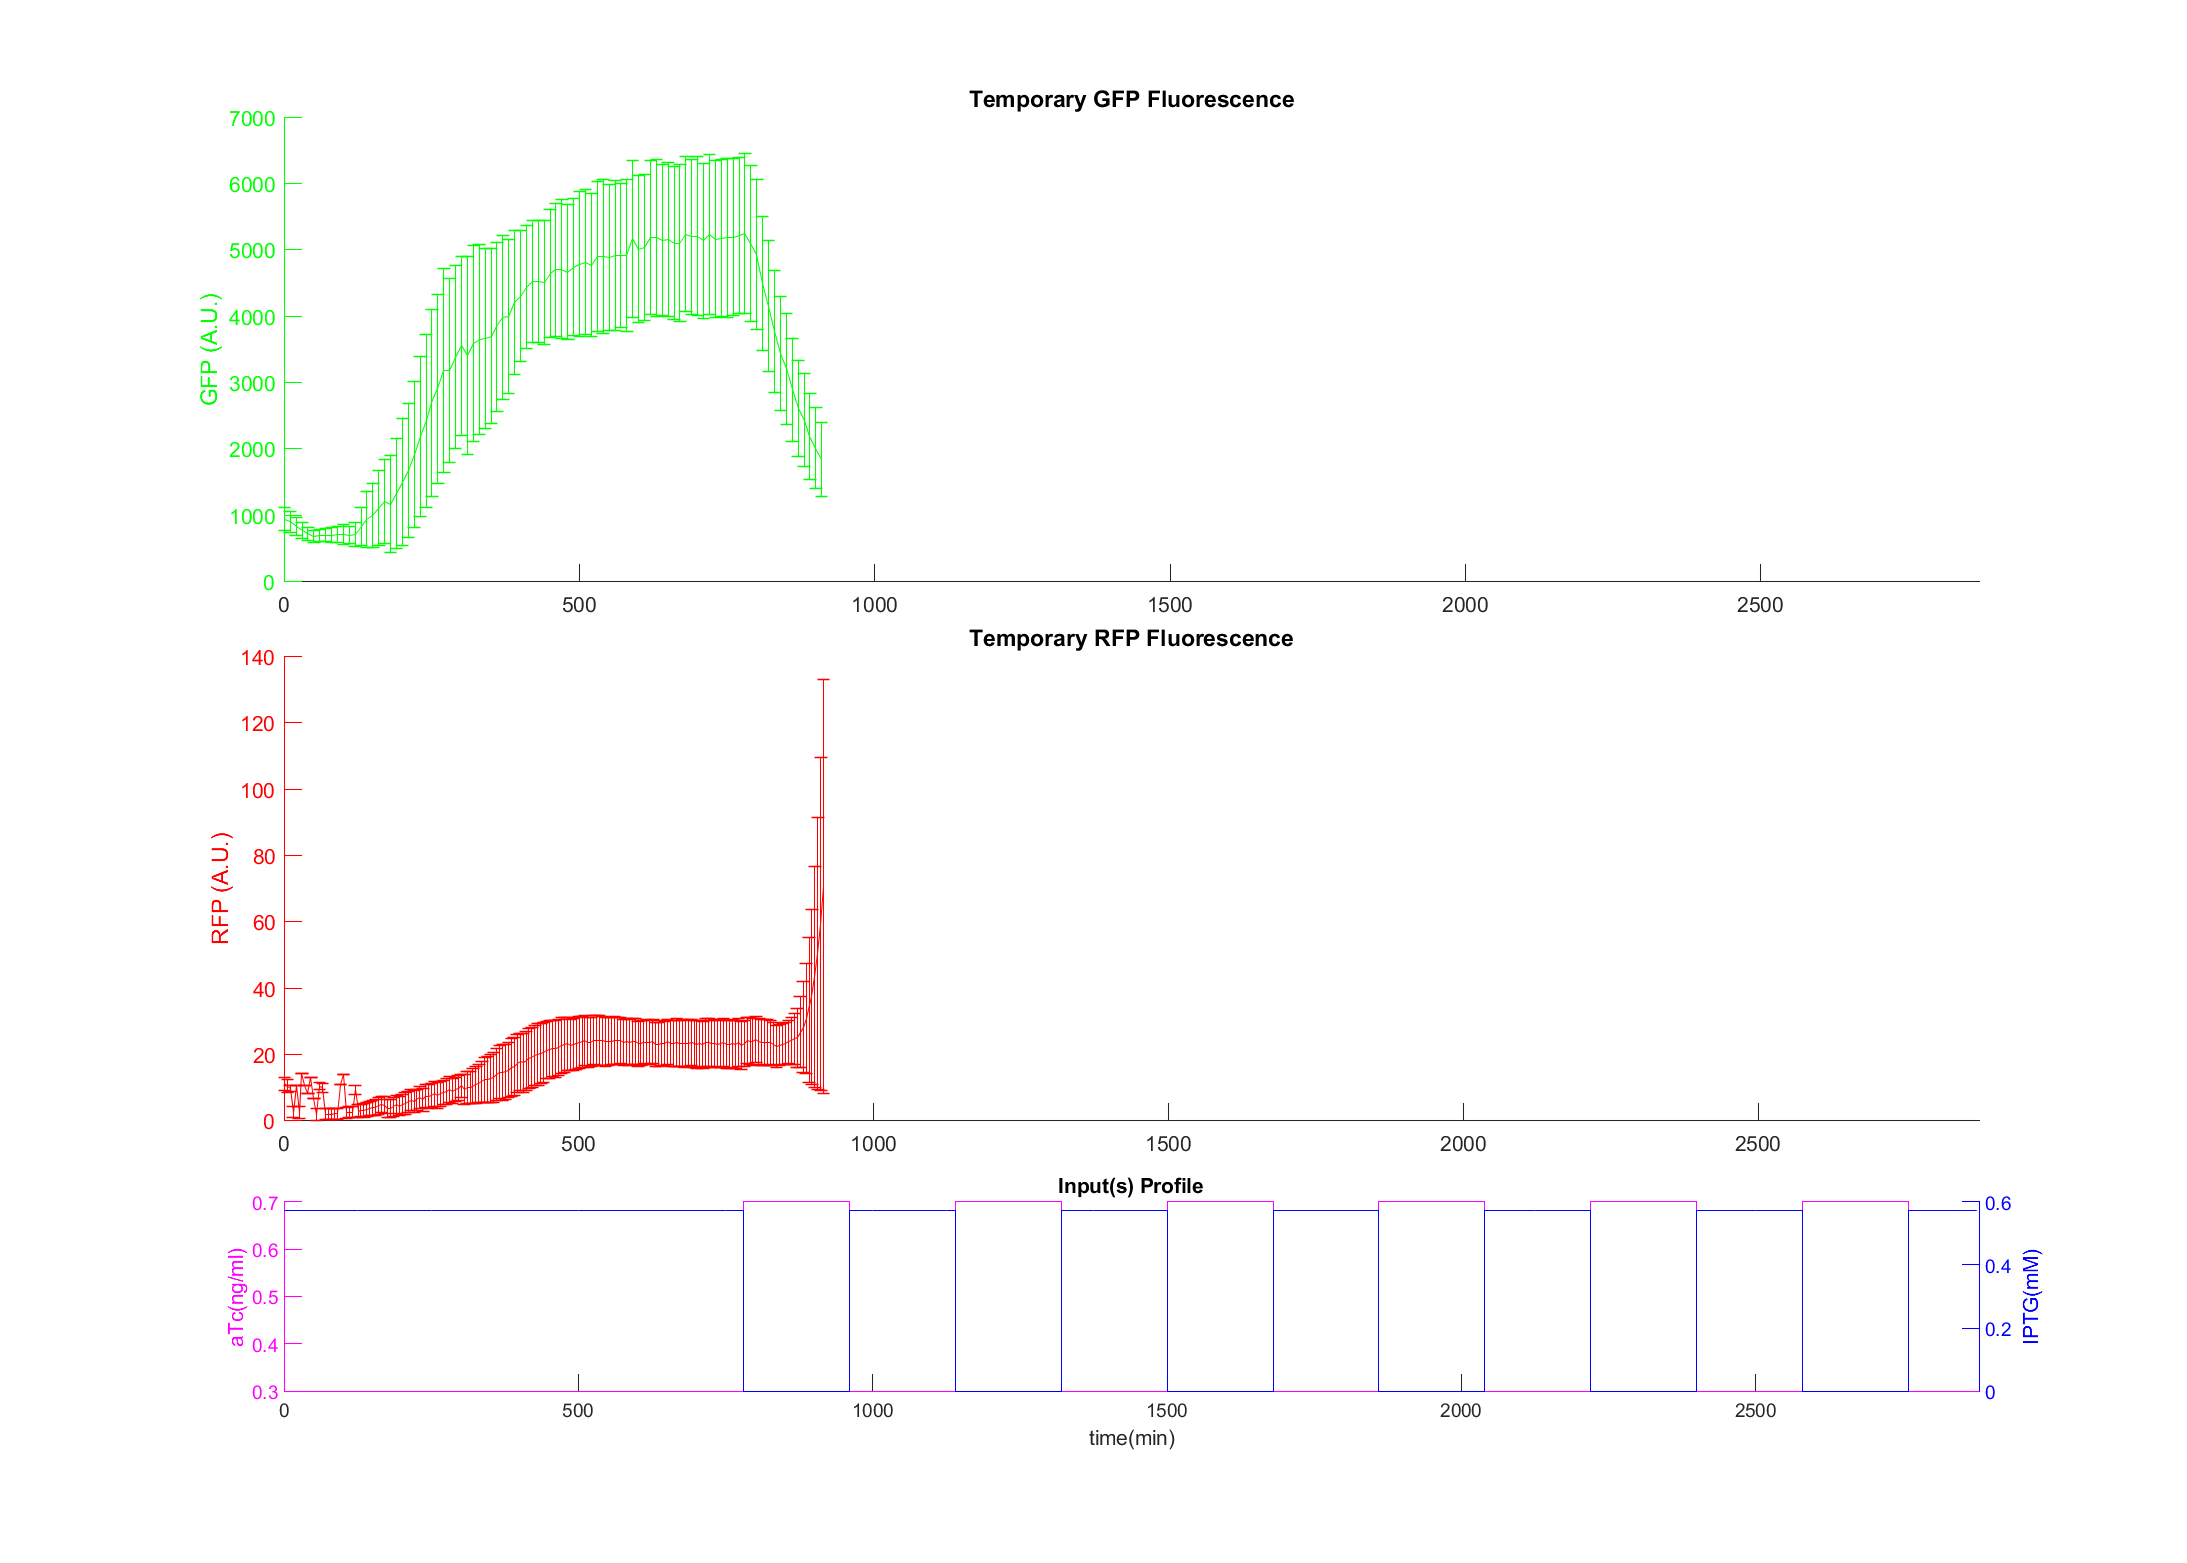 Temporary GFP Fluorescence
7000
6000
5000
4000
3000
2000
1000
0
GFP (A.U.)
0 500 1000 1500 2000 2500
Temporary RFP Fluorescence
140
120
100
80
60
40
20
0
RFP (A.U.)
0 500 1000 1500 2000 2500
Input(s) Profile
0.7
0.6
0.5
0.4
0.3
aTc(ng/ml)
0.6
0.4
0.2
0
IPTG(mM)
0 500 1000 1500 2000 2500
time(min)